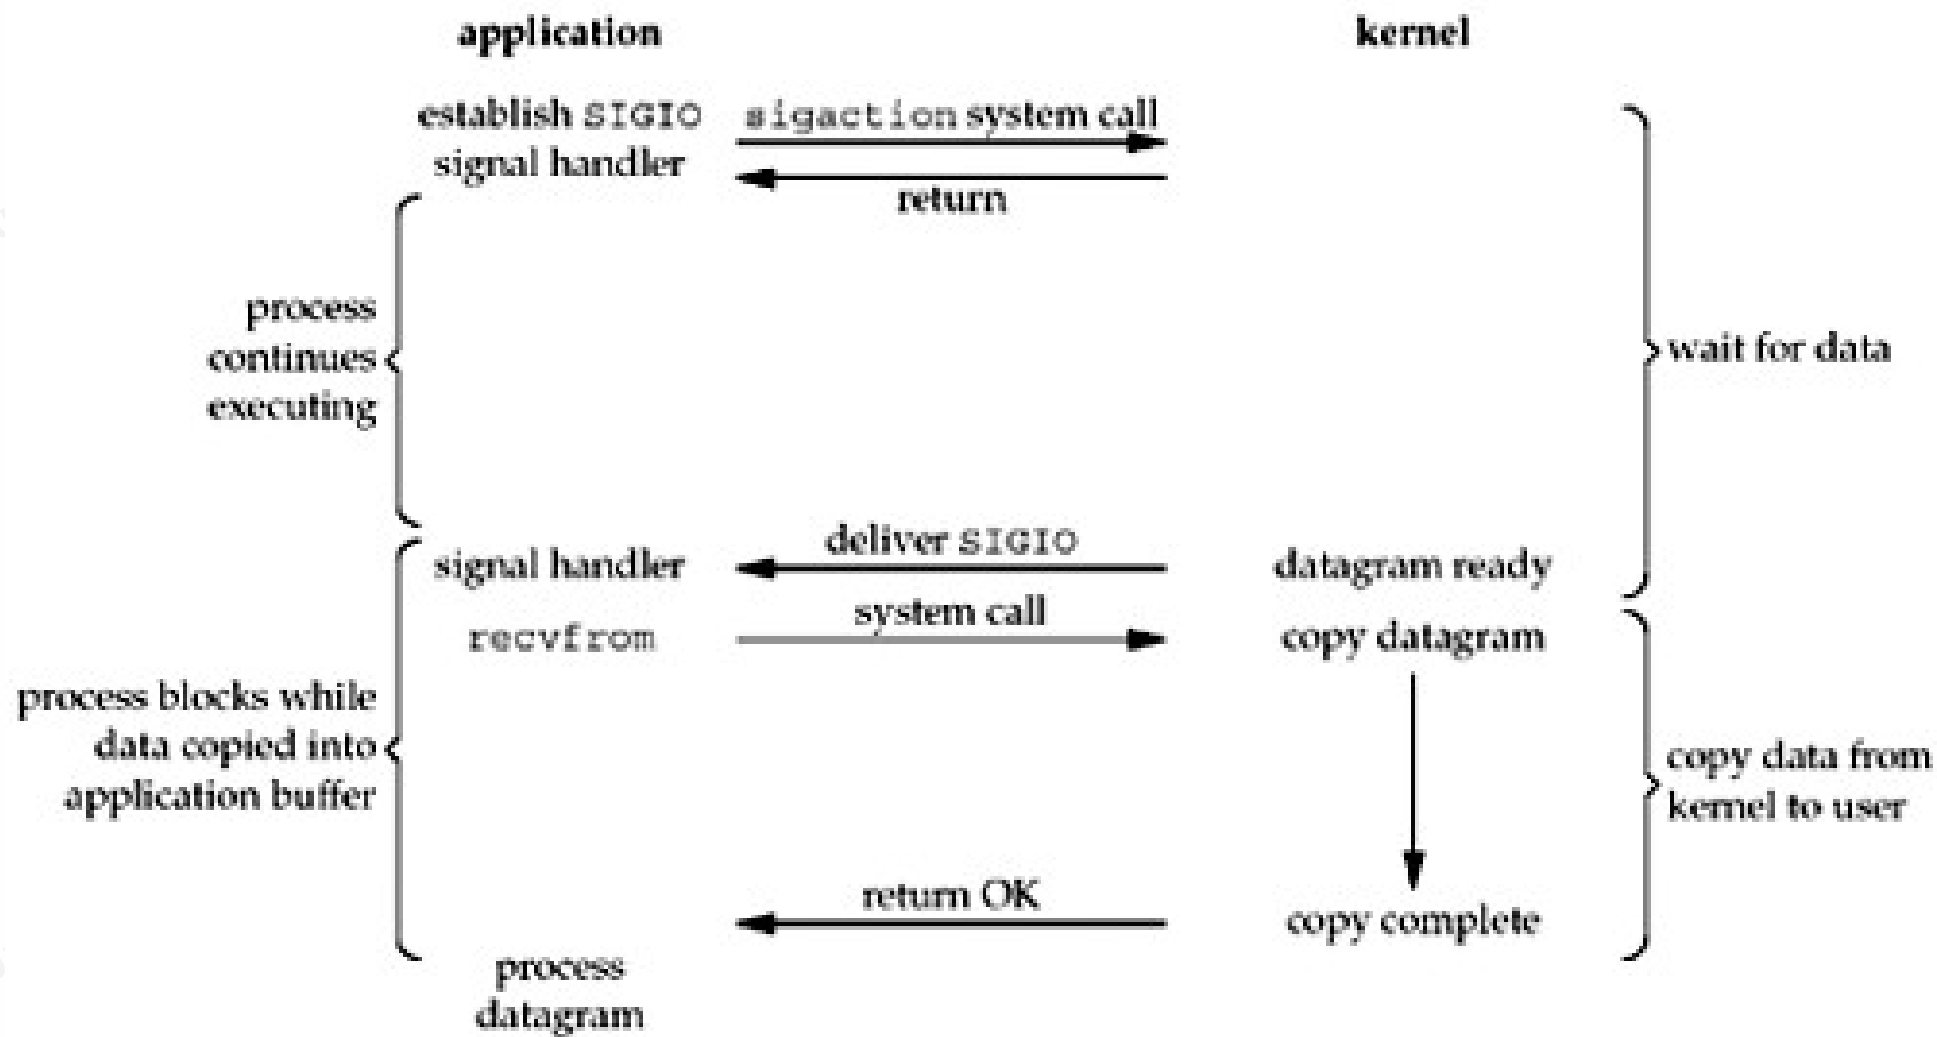 application
kernel
establish SIGIO
signal handler
sigaction system call
return
process
continues
executing
wait for data
signal handler
deliver SIGIO
datagram ready
recvfrom
system call
copy datagram
process blocks while
data copied into
application buffer
copy data from
kernel to user
return OK
copy complete
process
datagram